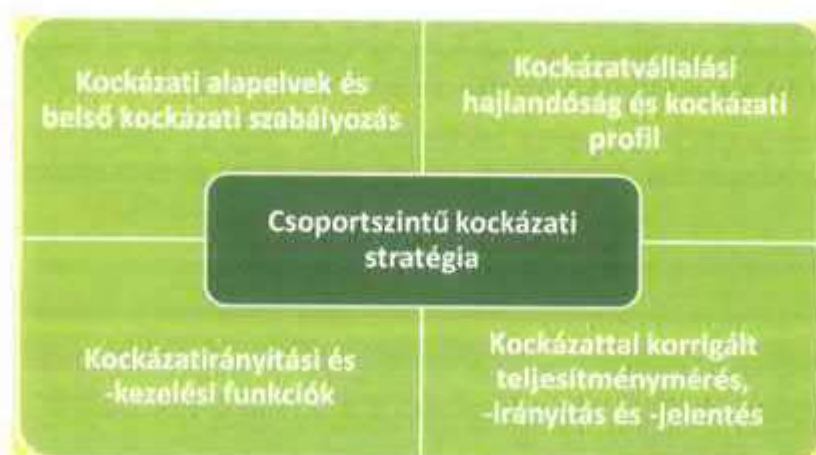 Kockázati alapelvek és
belső kockázati szabályozás
Kockázatvállalási
hajlandóság és kockázati
profil
Csoportszintű kockázati
stratégia
Kockázatirányítási és
-kezelési funkciók
Kockázattal korrigált
teljesítménymérés,
-irányítás és -jelentés